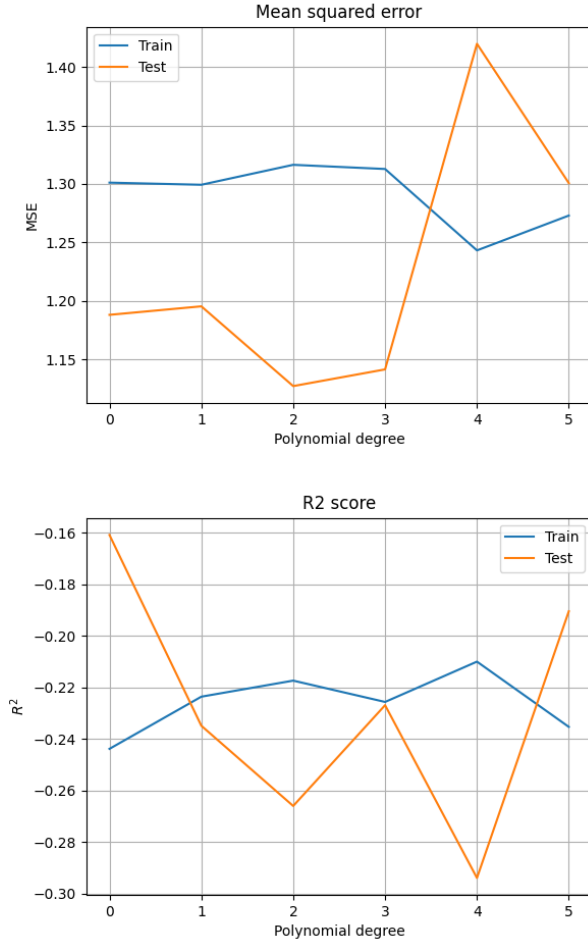 Mean squared error
Train
Test
1.40
1.35
1.30
1.25
1.20
1.15
MSE
0 1 2 3 4 5
Polynomial degree
R2 score
Train
Test
−0.16
−0.18
−0.20
−0.22
−0.24
−0.26
−0.28
−0.30
R²
0 1 2 3 4 5
Polynomial degree